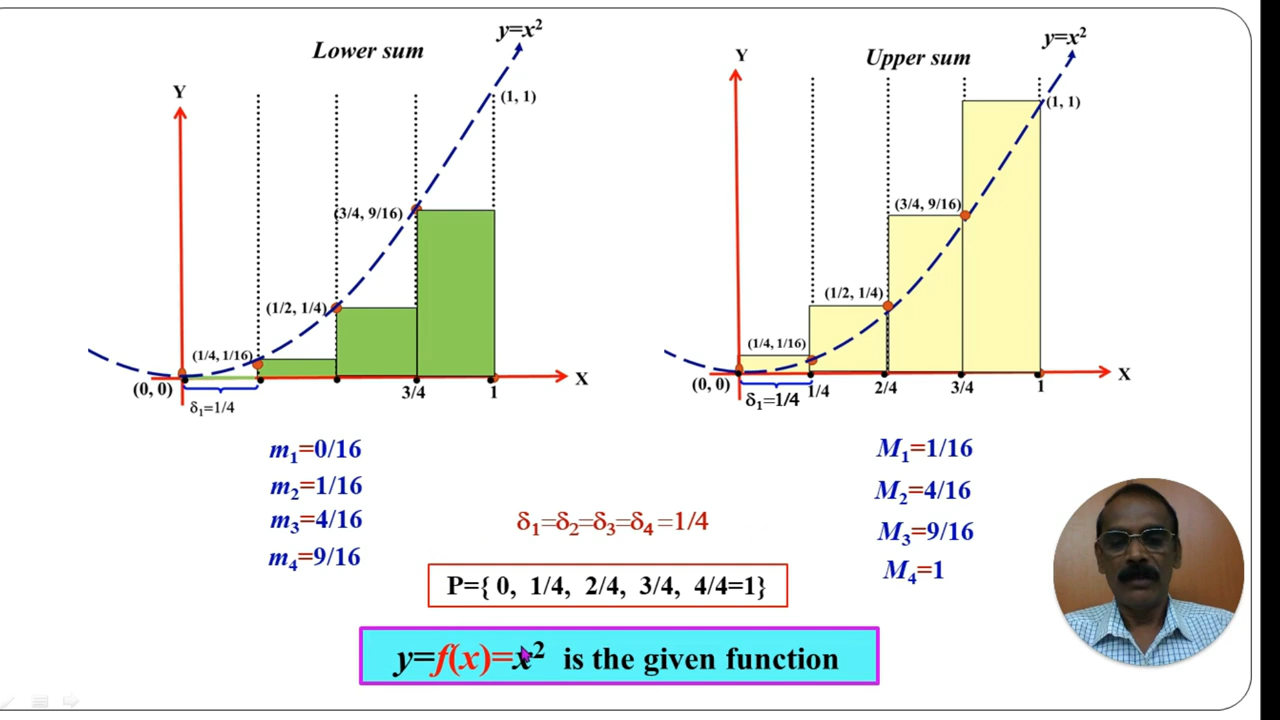 Lower sum
y=x²
Y
(1, 1)
(3/4, 9/16)
(1/2, 1/4)
(1/4, 1/16)
(0, 0)
3/4
1
X
δ₁=1/4
Upper sum
y=x²
Y
(1, 1)
(3/4, 9/16)
(1/2, 1/4)
(1/4, 1/16)
(0, 0)
1/4
2/4
3/4
1
X
δ₁=1/4
m₁=0/16
m₂=1/16
m₃=4/16
m₄=9/16
δ₁=δ₂=δ₃=δ₄=1/4
P={ 0, 1/4, 2/4, 3/4, 4/4=1}
M₁=1/16
M₂=4/16
M₃=9/16
M₄=1
y=f(x)=x² is the given function